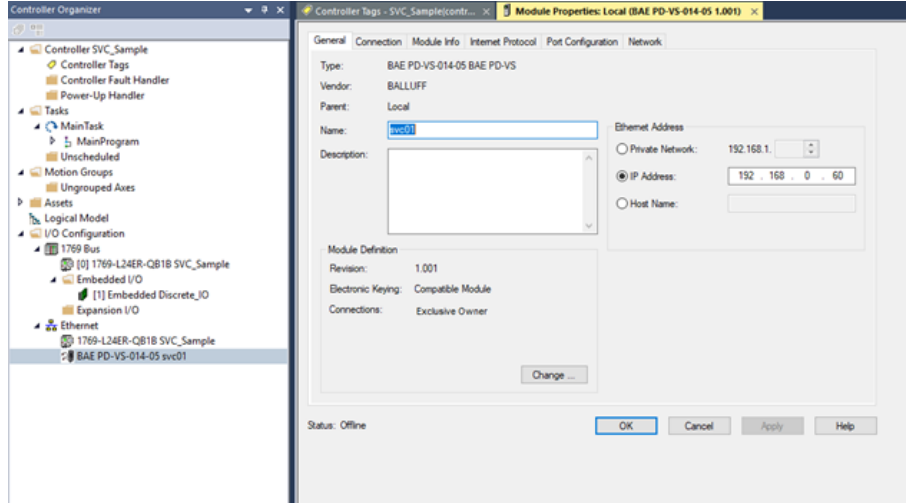 Controller Organizer
Controller Tags - SVC_Sample(contr...
Module Properties: Local (BAE PD-VS-014-05 1.001)
Controller SVC_Sample
Controller Tags
Controller Fault Handler
Power-Up Handler
Tasks
MainTask
MainProgram
Unscheduled
Motion Groups
Ungrouped Axes
Assets
Logical Model
I/O Configuration
1769 Bus
[0] 1769-L24ER-QB1B SVC_Sample
Embedded I/O
[1] Embedded Discrete_IO
Expansion I/O
Ethernet
1769-L24ER-QB1B SVC_Sample
BAE PD-VS-014-05 svc01
General Connection Module Info Internet Protocol Port Configuration Network
Type: BAE PD-VS-014-05 BAE PD-VS
Vendor: BALLUFF
Parent: Local
Name: svc01
Description:
Ethernet Address
Private Network: 192.168.1.
IP Address: 192 . 168 . 0 . 60
Host Name:
Module Definition
Revision: 1.001
Electronic Keying: Compatible Module
Connections: Exclusive Owner
Change ...
Status: Offline
OK Cancel Apply Help